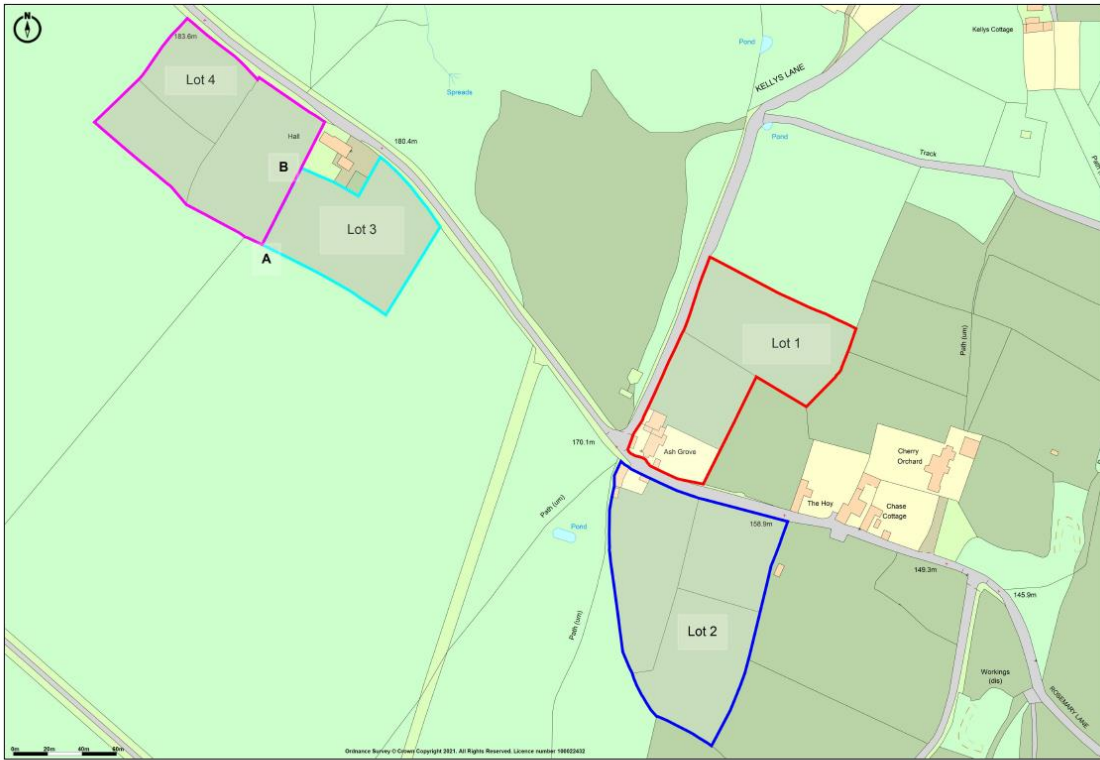 N
183.6m
Lot 4
Spreads
Pond
KELLYS LANE
Kellys Cottage
Pond
Hall
180.4m
B
Lot 3
A
Track
Path (um)
Path (um)
Lot 1
170.1m
Ash Grove
Cherry
Orchard
The Hoy
Chase
Cottage
Path (um)
Pond
158.9m
149.3m
145.9m
Path (um)
Lot 2
Workings
(dis)
ROSEMARY LANE
0m 20m 40m 60m
Ordnance Survey © Crown Copyright 2021. All Rights Reserved. Licence number 100022432